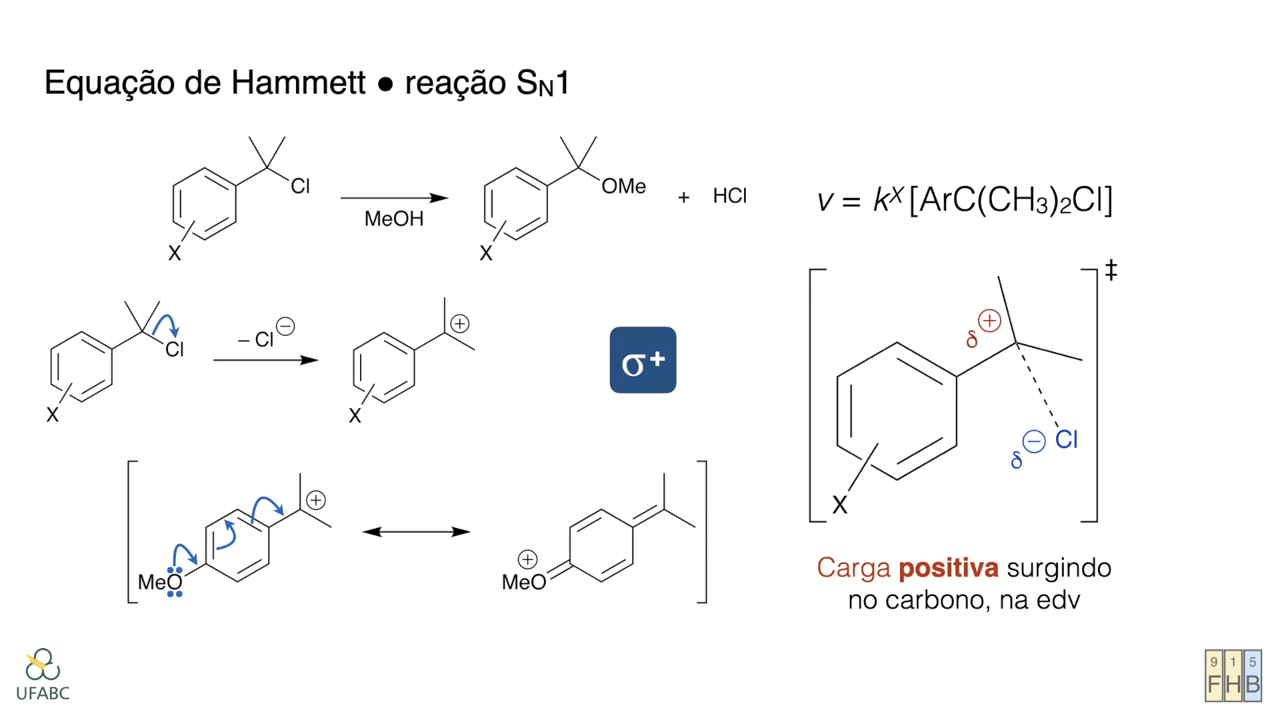 Equação de Hammett ● reação SN1
Cl
X
MeOH
OMe
X
+ HCl
v = kX [ArC(CH3)2Cl]
Cl
X
– Cl⊖
⊕
X
σ+
‡
δ ⊕
δ ⊖ Cl
X
⊕
MeO
⊕
MeO
Carga positiva surgindo
no carbono, na edv
UFABC
9 1 5
F H B